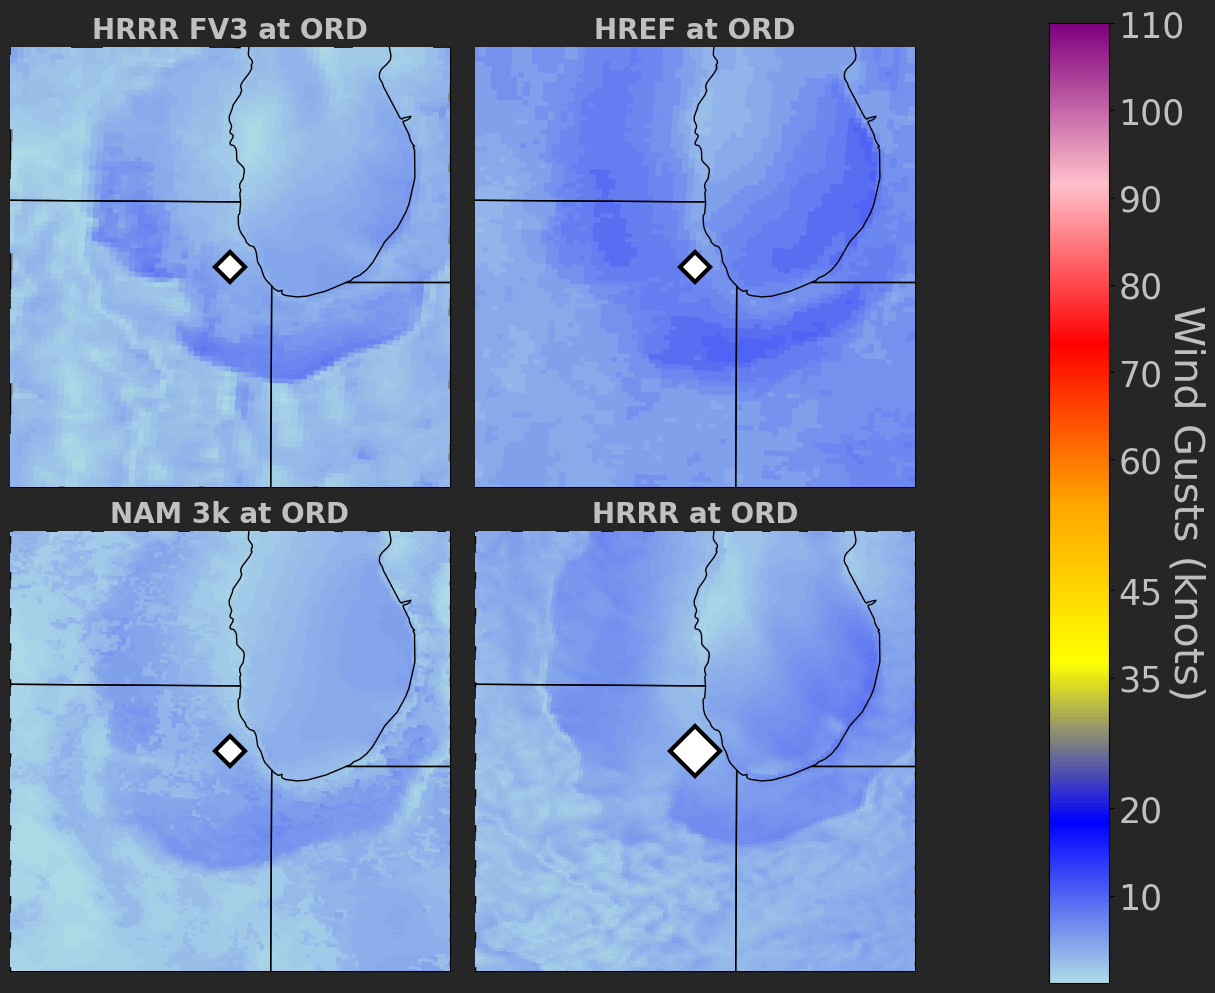 HRRR FV3 at ORD
HREF at ORD
NAM 3k at ORD
HRRR at ORD
110
100
90
80
70
60
45
35
20
10
Wind Gusts (knots)